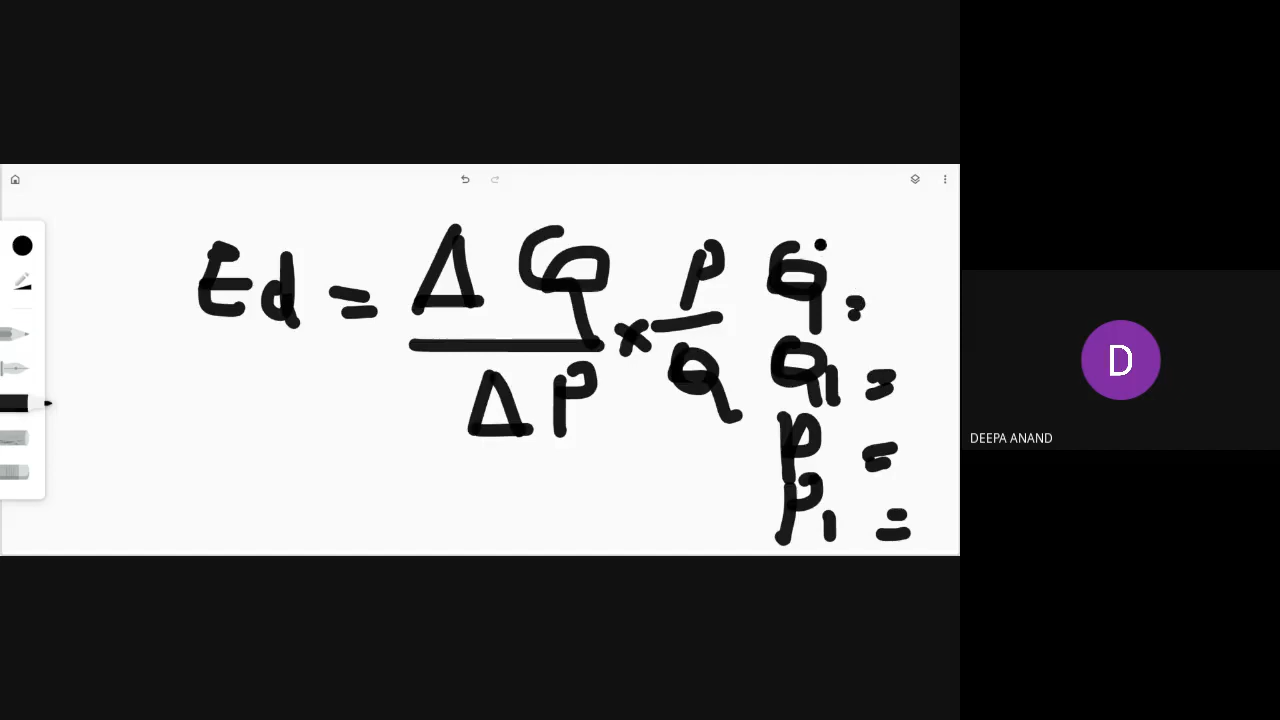 Ed = ΔQ/ΔP × P/Q
Q =
Q1 =
P =
P1 =
D
DEEPA ANAND